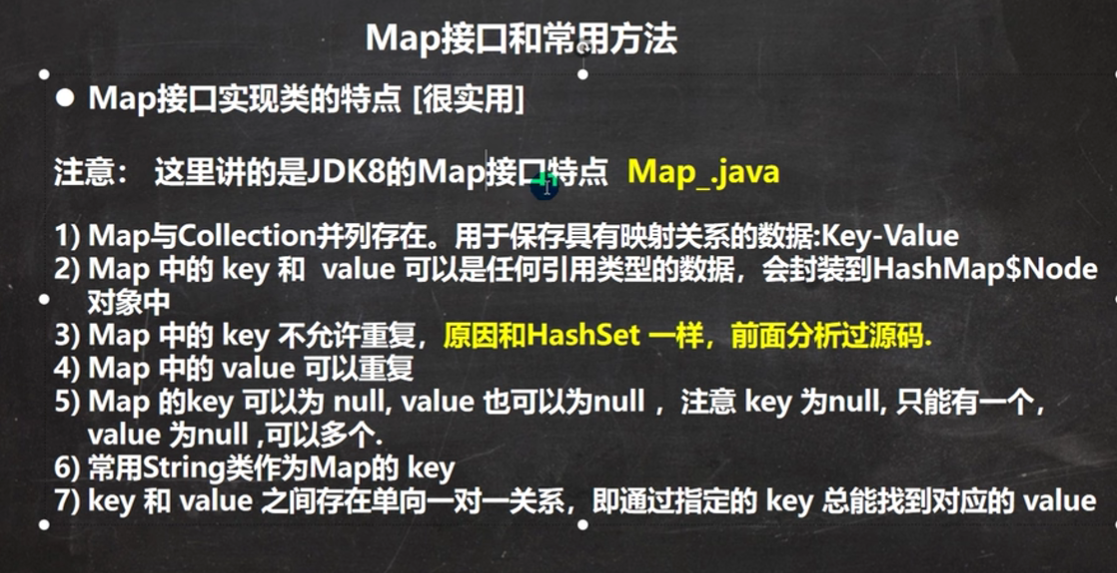 Map接口和常用方法
● Map接口实现类的特点 [很实用]
注意： 这里讲的是JDK8的Map接口特点 Map_.java
1) Map与Collection并列存在。用于保存具有映射关系的数据:Key-Value
2) Map 中的 key 和 value 可以是任何引用类型的数据，会封装到HashMap$Node
对象中
3) Map 中的 key 不允许重复，原因和HashSet 一样，前面分析过源码.
4) Map 中的 value 可以重复
5) Map 的key 可以为 null, value 也可以为null ，注意 key 为null, 只能有一个，
value 为null ,可以多个.
6) 常用String类作为Map的 key
7) key 和 value 之间存在单向一对一关系，即通过指定的 key 总能找到对应的 value